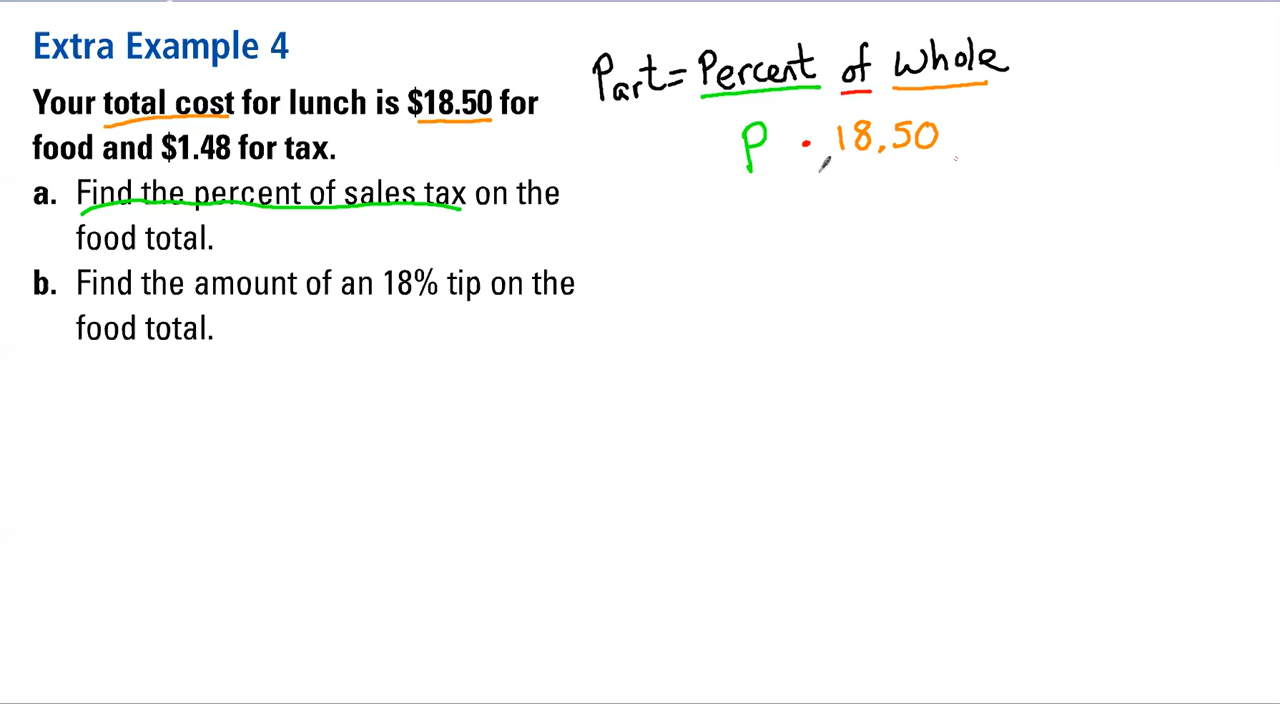 Extra Example 4
Your total cost for lunch is $18.50 for
food and $1.48 for tax.
a. Find the percent of sales tax on the
food total.
b. Find the amount of an 18% tip on the
food total.
Part = Percent of whole
p · 18.50